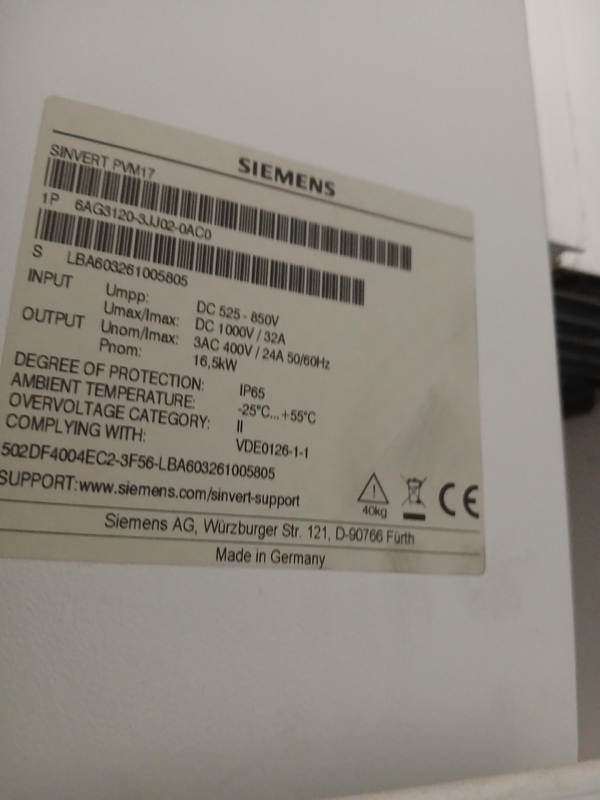 SIEMENS
SINVERT PVM17
1P 6AG3120-3JJ02-0AC0
S LBA603261005805
INPUT Umpp: DC 525 - 850V
Umax/Imax: DC 1000V / 32A
OUTPUT Unom/Imax: 3AC 400V / 24A 50/60Hz
Pnom: 16,5kW
DEGREE OF PROTECTION: IP65
AMBIENT TEMPERATURE: -25°C...+55°C
OVERVOLTAGE CATEGORY: II
COMPLYING WITH: VDE0126-1-1
502DF4004EC2-3F56-LBA603261005805
SUPPORT:www.siemens.com/sinvert-support
40kg
CE
Siemens AG, Würzburger Str. 121, D-90766 Fürth
Made in Germany